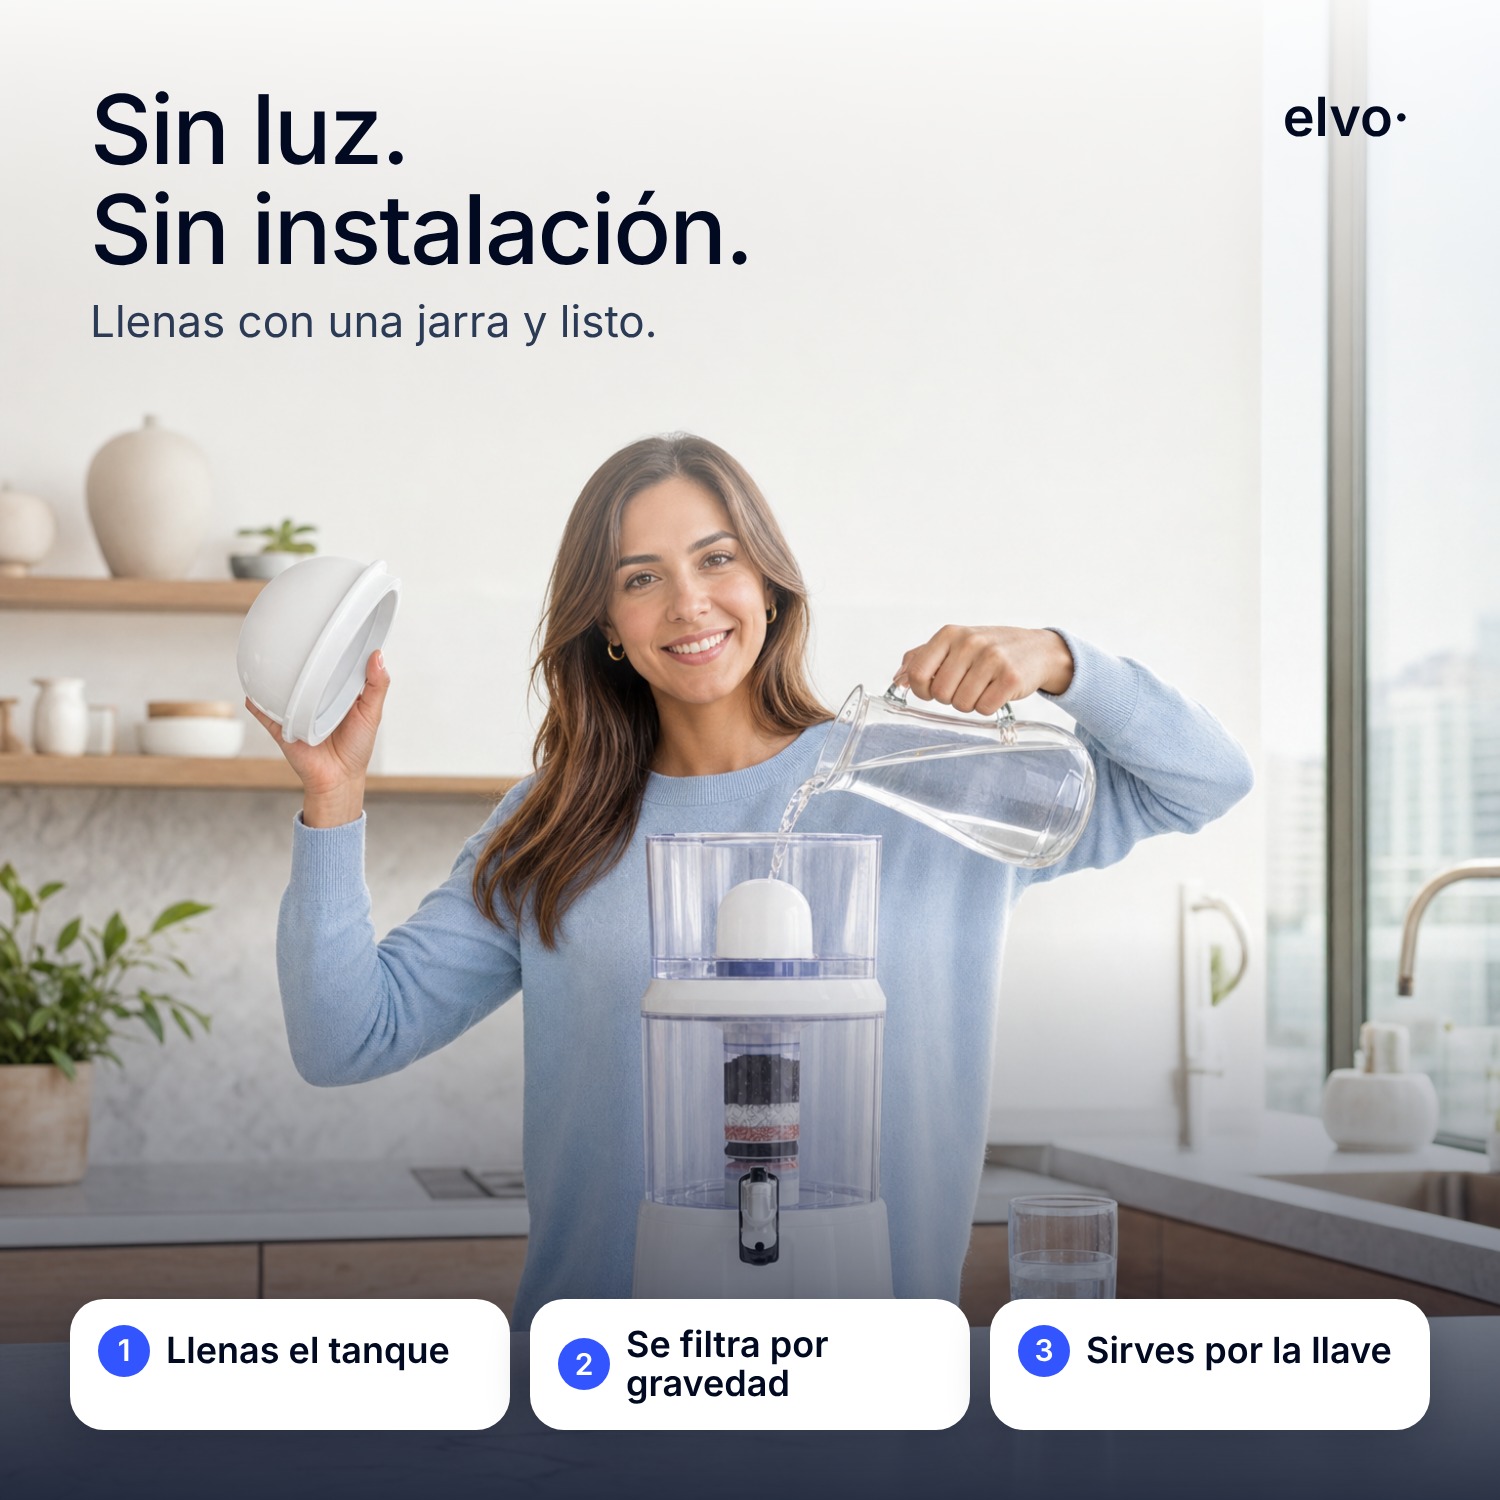 Sin luz.
elvo·
Sin instalación.
Llenas con una jarra y listo.
1 Llenas el tanque
2 Se filtra por
gravedad
3 Sirves por la llave